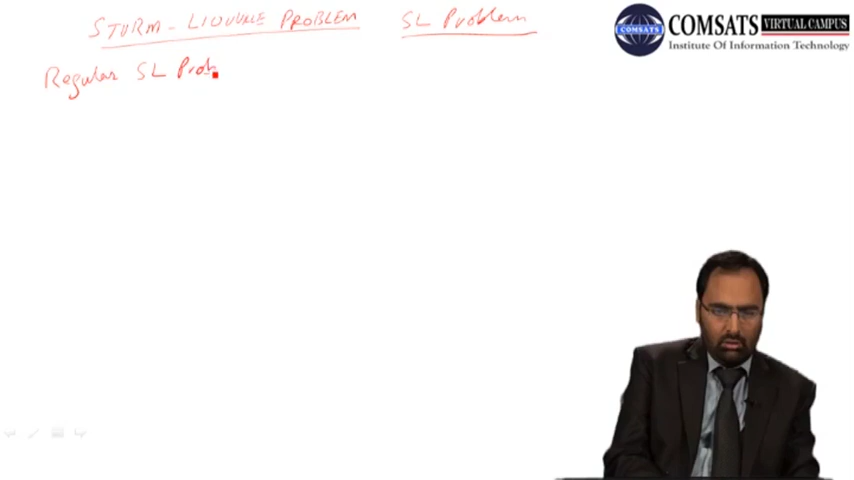 STURM - LIOUVILLE PROBLEM SL Problem
COMSATS VIRTUAL CAMPUS
COMSATS
Institute Of Information Technology
Regular SL Prob